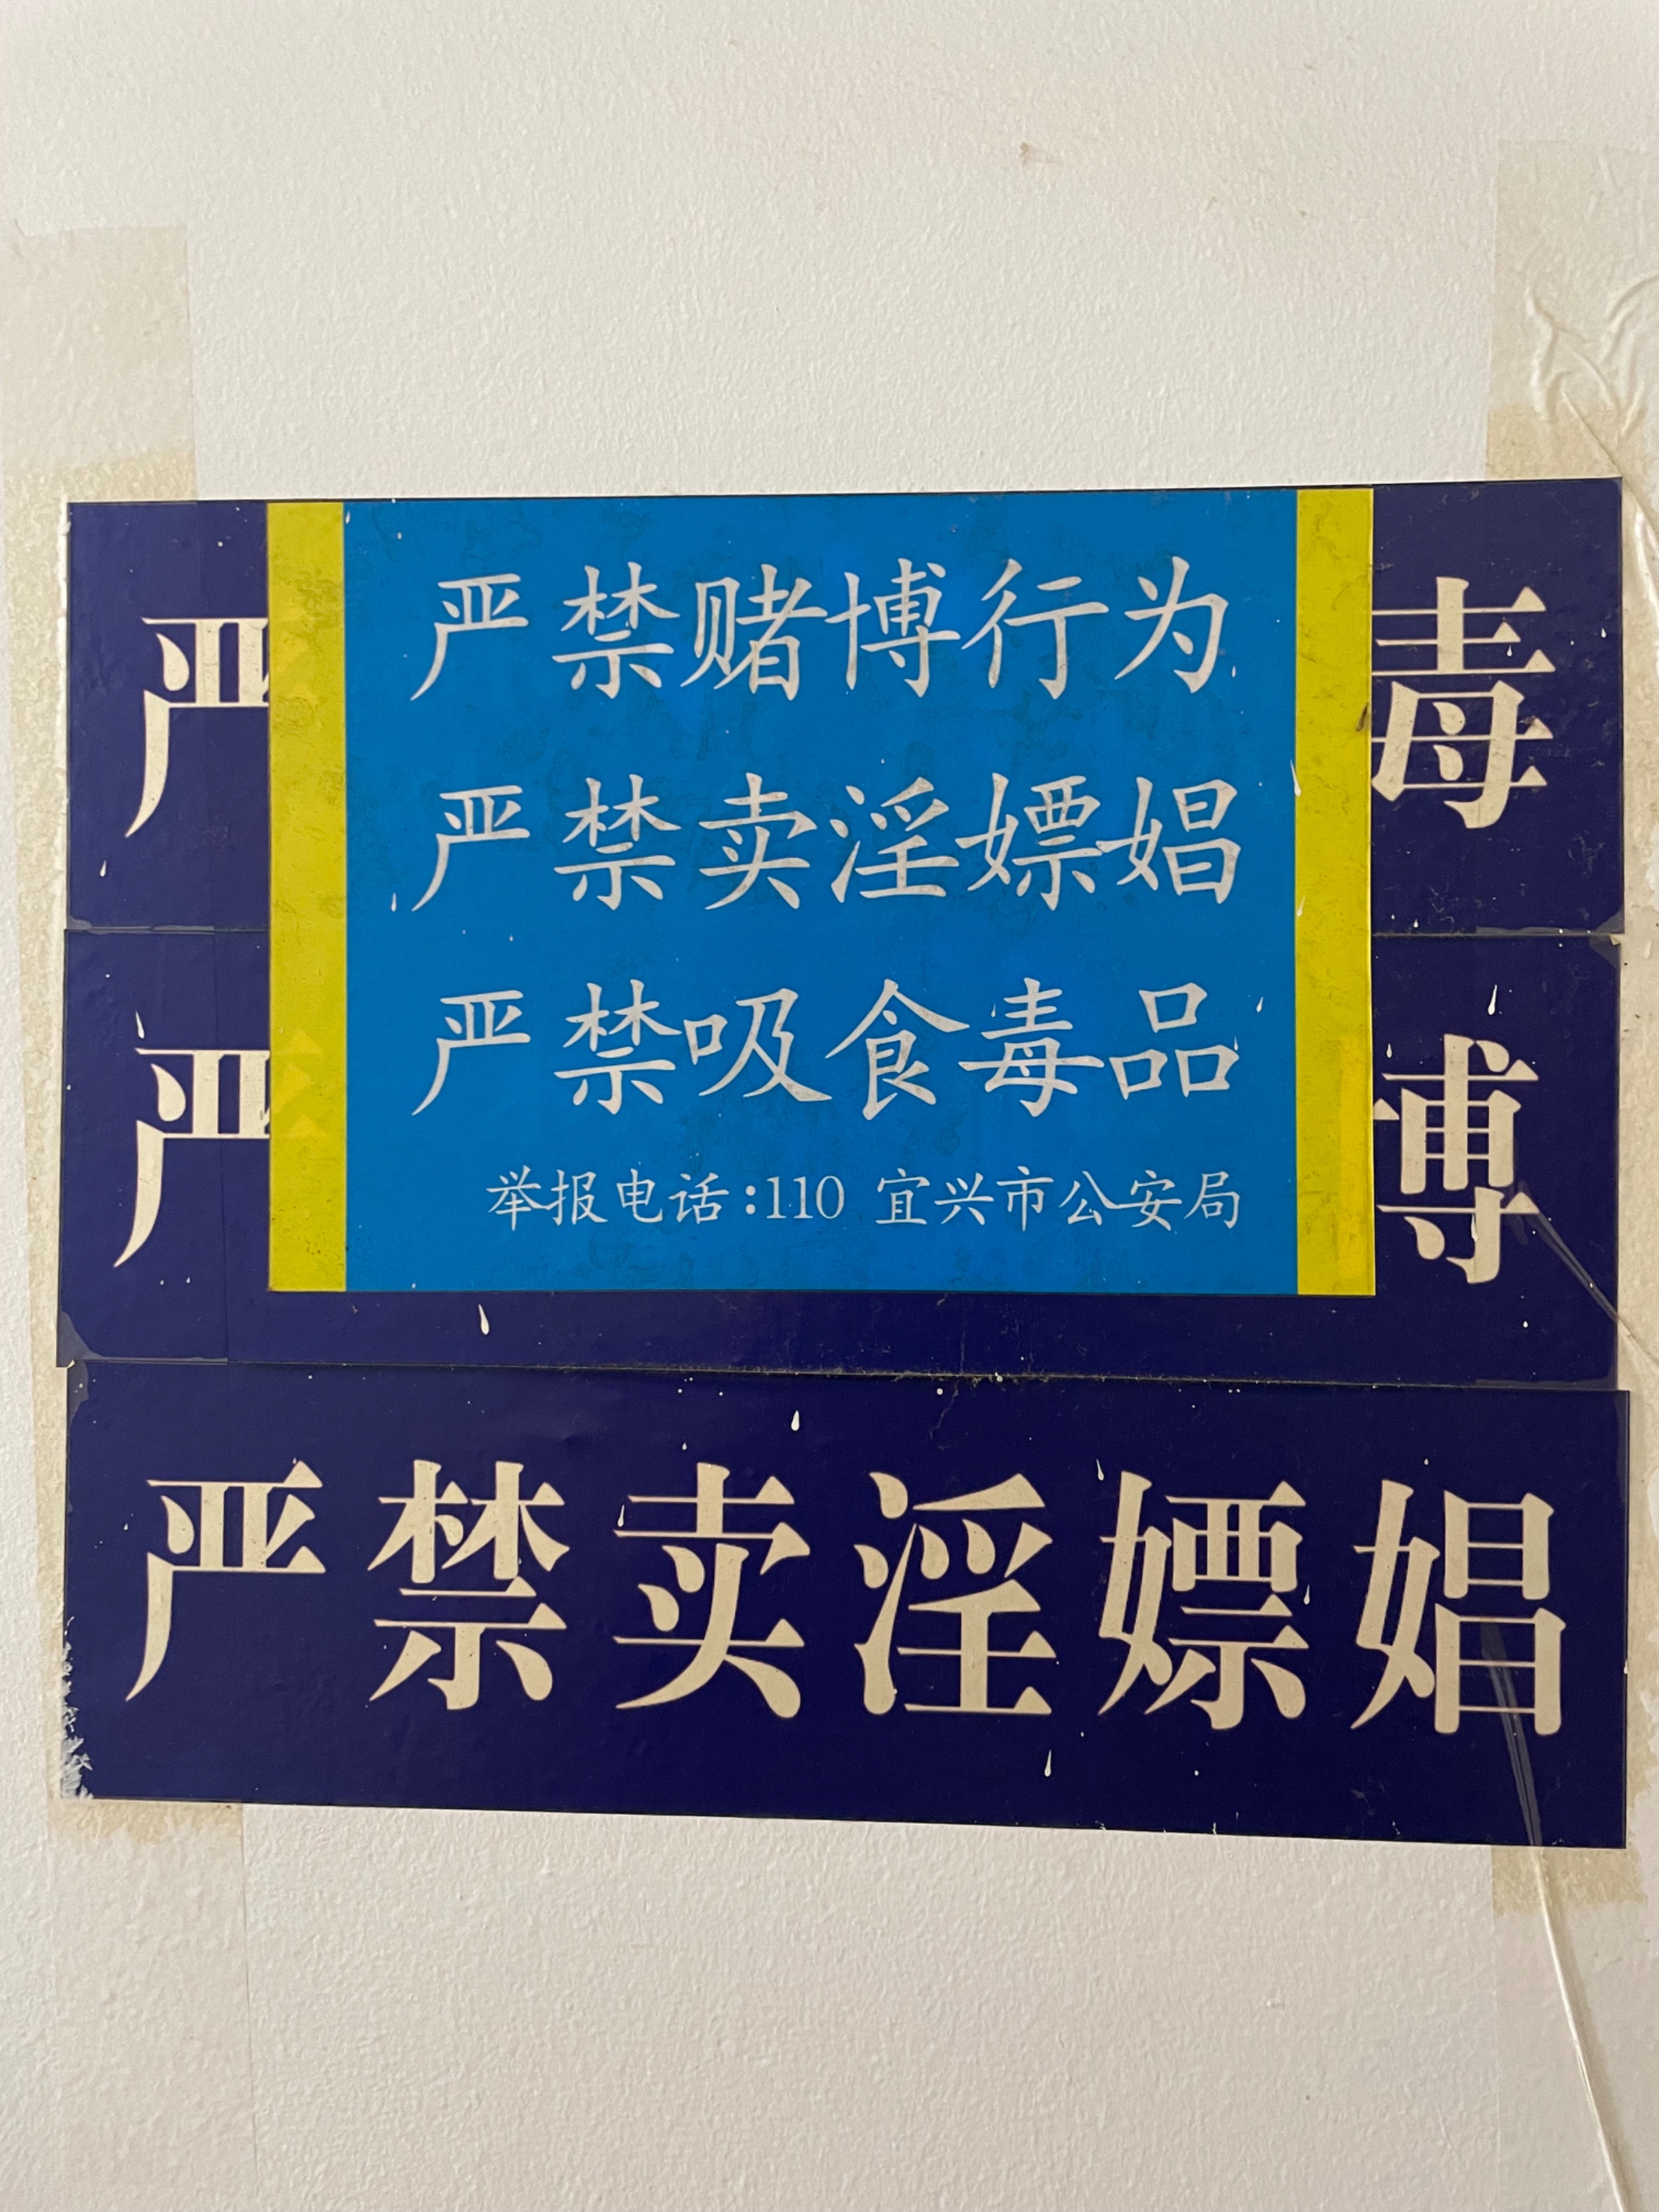 严禁赌博行为
严禁卖淫嫖娼
严禁吸食毒品
举报电话:110 宜兴市公安局
严 毒
严 博
严禁卖淫嫖娼